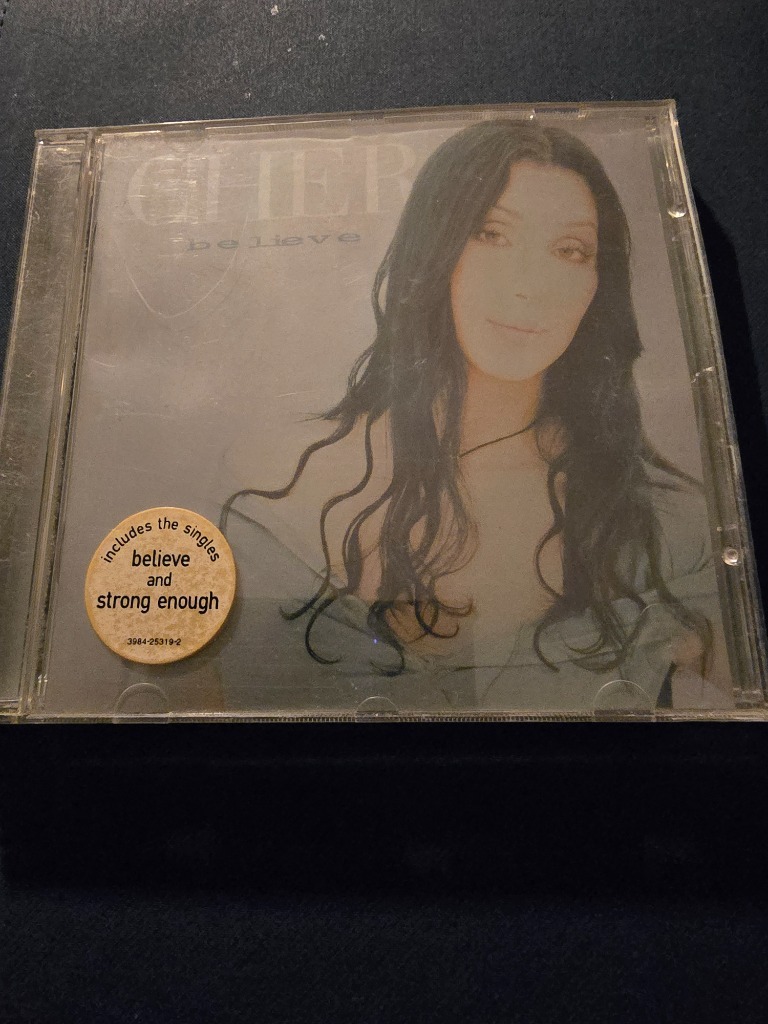 CHER
believe
includes the singles
believe
and
strong enough
3984-25319-2